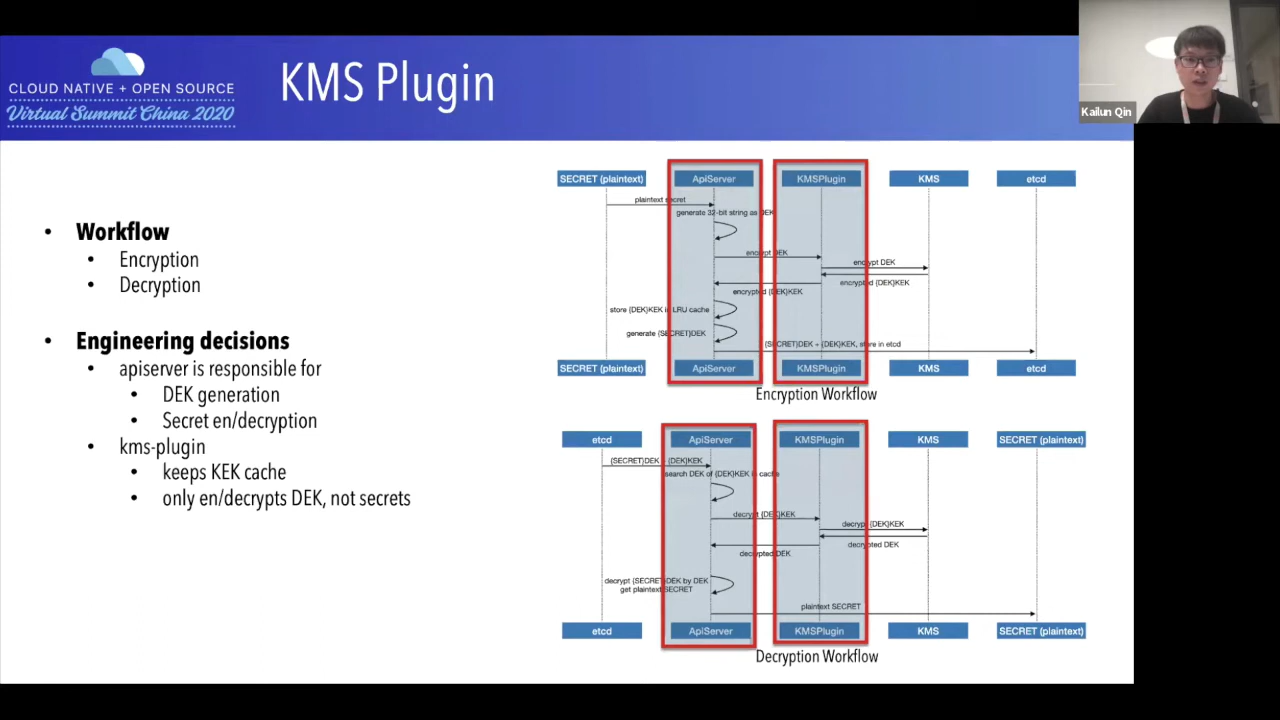 CLOUD NATIVE + OPEN SOURCE
Virtual Summit China 2020
KMS Plugin
Kailun Qin
• Workflow
• Encryption
• Decryption
• Engineering decisions
• apiserver is responsible for
• DEK generation
• Secret en/decryption
• kms-plugin
• keeps KEK cache
• only en/decrypts DEK, not secrets
SECRET (plaintext) ApiServer KMSPlugin KMS etcd
plaintext secret
generate 32-bit string as DEK
encrypt DEK
encrypt DEK
encrypted {DEK}KEK
encrypted {DEK}KEK
store {DEK}KEK in LRU cache
generate {SECRET}DEK
{SECRET}DEK + {DEK}KEK, store in etcd
SECRET (plaintext) ApiServer KMSPlugin KMS etcd
Encryption Workflow
etcd ApiServer KMSPlugin KMS SECRET (plaintext)
{SECRET}DEK + {DEK}KEK
search DEK of {DEK}KEK in cache
decrypt {DEK}KEK
decrypt {DEK}KEK
decrypted DEK
decrypted DEK
decrypt {SECRET}DEK by DEK
get plaintext SECRET
plaintext SECRET
etcd ApiServer KMSPlugin KMS SECRET (plaintext)
Decryption Workflow